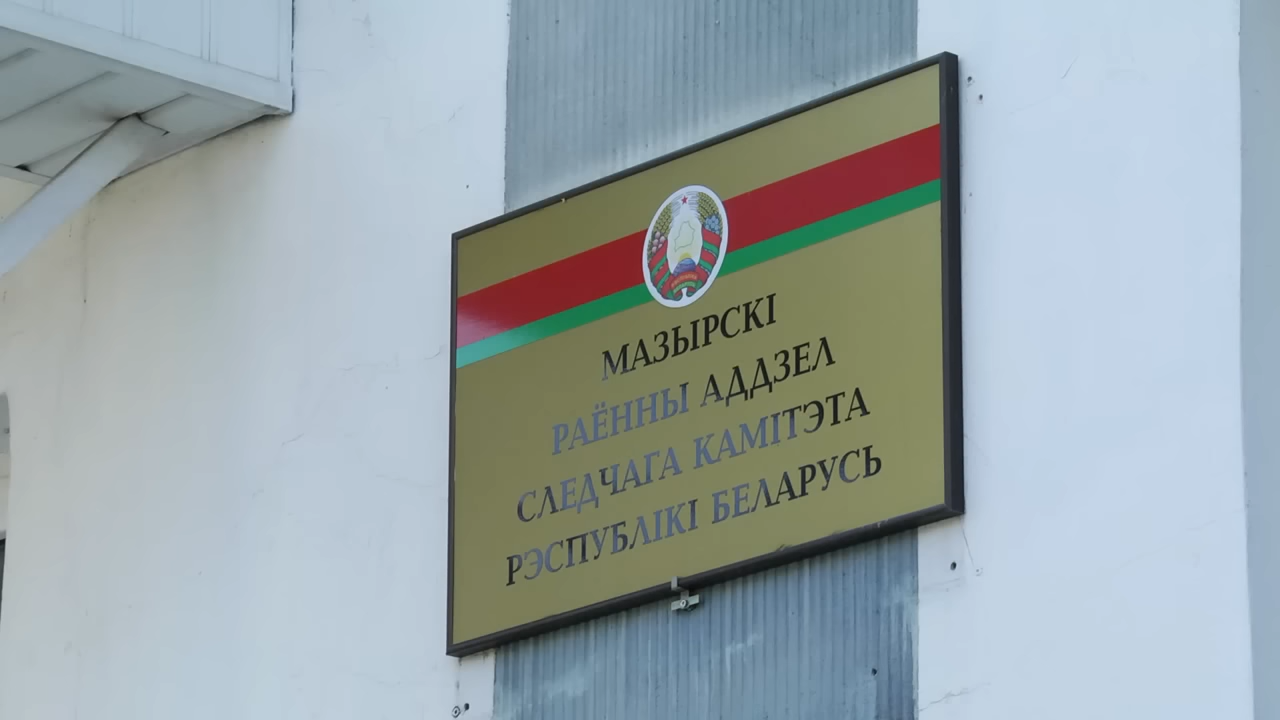 МАЗЫРСКІ
РАЁННЫ АДДЗЕЛ
СЛЕДЧАГА КАМІТЭТА
РЭСПУБЛІКІ БЕЛАРУСЬ